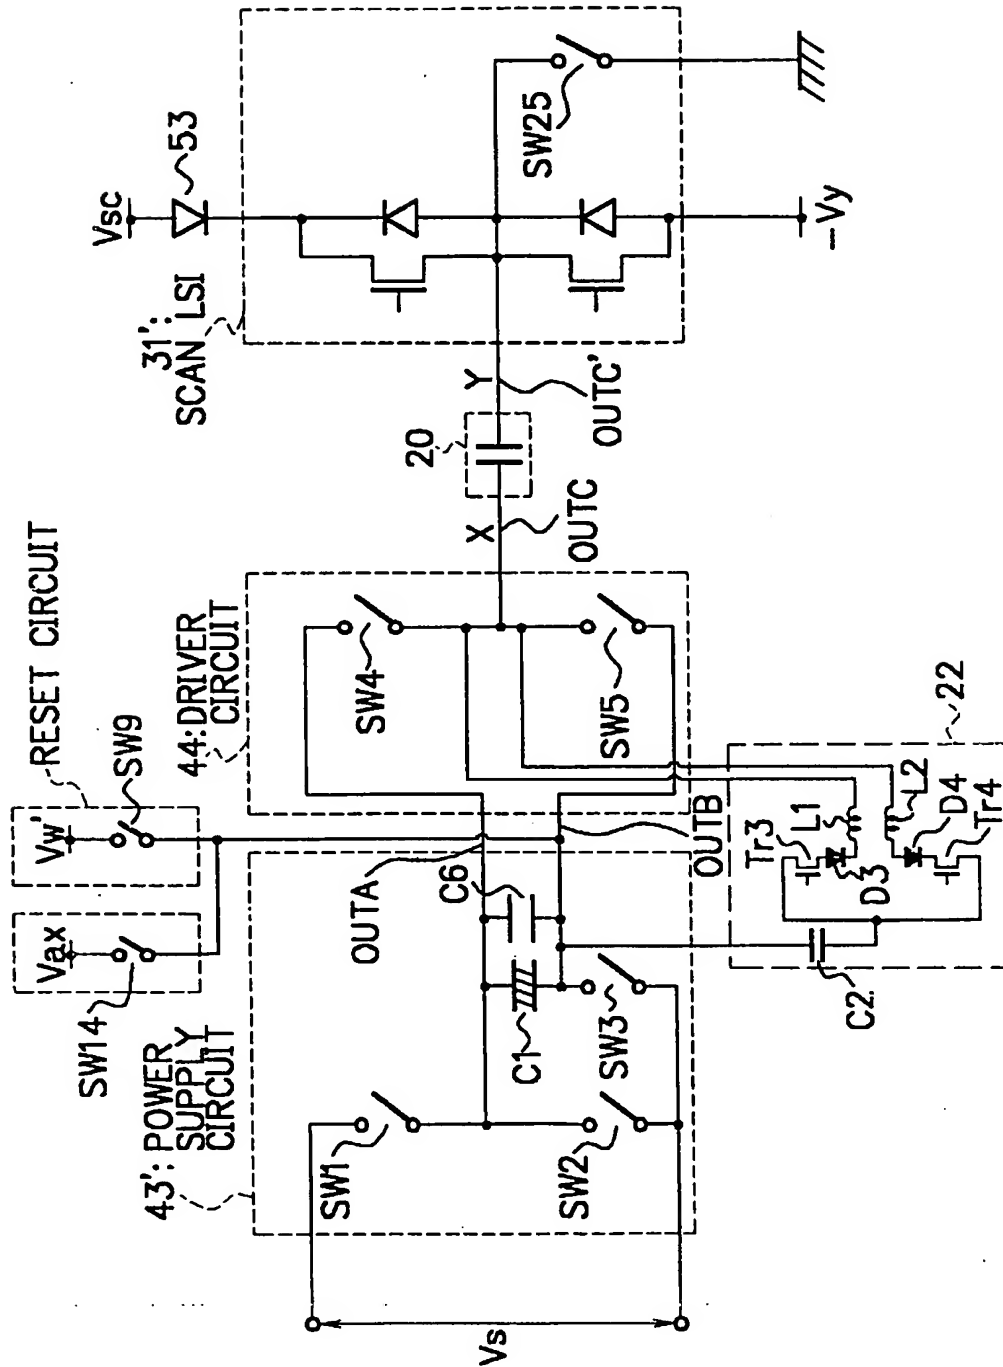 RESET CIRCUIT
Vw'
SW9
Vax
SW14
43': POWER
SUPPLY
CIRCUIT
44: DRIVER
CIRCUIT
31':
SCAN LSI
Vsc
53
SW25
-Vy
20
X
Y
OUTC
OUTC'
SW4
SW5
OUTA
OUTB
C6
C1
SW1
SW2
SW3
Vs
22
Tr3
L1
D3
L2
D4
Tr4
C2